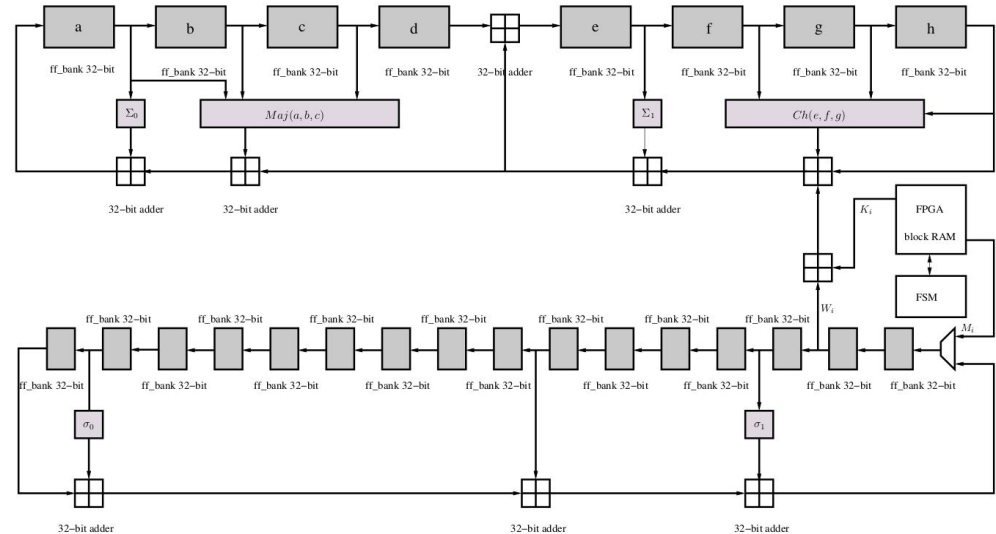 a b c d e f g h
ff_bank 32-bit ff_bank 32-bit ff_bank 32-bit ff_bank 32-bit 32-bit adder ff_bank 32-bit ff_bank 32-bit ff_bank 32-bit ff_bank 32-bit
Σ₀ Maj(a, b, c) Σ₁ Ch(e, f, g)
32-bit adder 32-bit adder 32-bit adder
Kᵢ FPGA
block RAM
FSM
Wᵢ
ff_bank 32-bit ff_bank 32-bit ff_bank 32-bit ff_bank 32-bit ff_bank 32-bit ff_bank 32-bit ff_bank 32-bit
Mᵢ
ff_bank 32-bit ff_bank 32-bit ff_bank 32-bit ff_bank 32-bit ff_bank 32-bit ff_bank 32-bit ff_bank 32-bit ff_bank 32-bit ff_bank 32-bit
σ₀ σ₁
32-bit adder 32-bit adder 32-bit adder